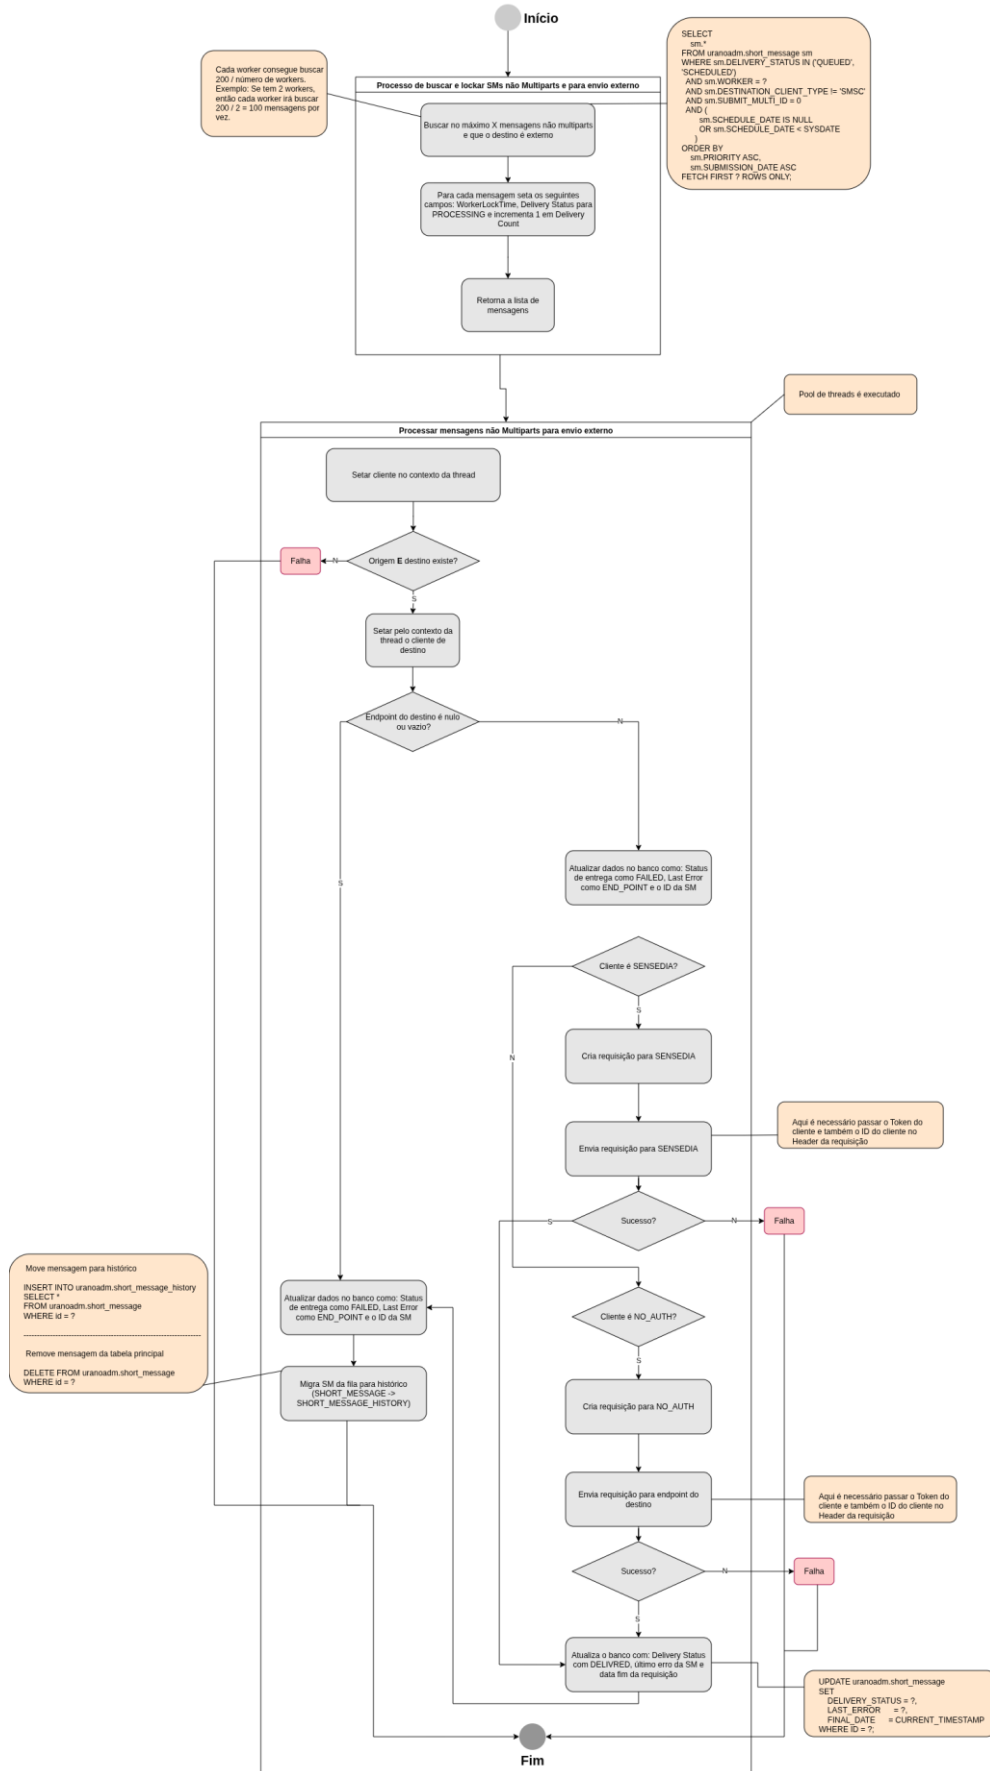 Início
Cada worker consegue buscar
200 / número de workers.
Exemplo: Se tem 2 workers,
então cada worker irá buscar
200 / 2 = 100 mensagens por
vez.
SELECT
sm.*
FROM uranoadm.short_message sm
WHERE sm.DELIVERY_STATUS IN ('QUEUED',
'SCHEDULED')
AND sm.WORKER = ?
AND sm.DESTINATION_CLIENT_TYPE != 'SMSC'
AND sm.SUBMIT_MULTI_ID = 0
AND (
sm.SCHEDULE_DATE IS NULL
OR sm.SCHEDULE_DATE < SYSDATE
)
ORDER BY
sm.PRIORITY ASC,
sm.SUBMISSION_DATE ASC
FETCH FIRST ? ROWS ONLY;
Processo de buscar e lockar SMs não Multiparts e para envio externo
Buscar no máximo X mensagens não multiparts
e que o destino é externo
Para cada mensagem seta os seguintes
campos: WorkerLockTime, Delivery Status para
PROCESSING e incrementa 1 em Delivery
Count
Retorna a lista de
mensagens
Pool de threads é executado
Processar mensagens não Multiparts para envio externo
Setar cliente no contexto da thread
Origem E destino existe?
N
Falha
S
Setar pelo contexto da
thread o cliente de
destino
Endpoint do destino é nulo
ou vazio?
N
S
Atualizar dados no banco como: Status
de entrega como FAILED, Last Error
como END_POINT e o ID da SM
Cliente é SENSEDIA?
S
N
Cria requisição para SENSEDIA
Envia requisição para SENSEDIA
Aqui é necessário passar o Token do
cliente e também o ID do cliente no
Header da requisição
Sucesso?
S
N
Falha
Move mensagem para histórico
INSERT INTO uranoadm.short_message_history
SELECT *
FROM uranoadm.short_message
WHERE id = ?
--------------------------------------------------------------------
Remove mensagem da tabela principal
DELETE FROM uranoadm.short_message
WHERE id = ?
Atualizar dados no banco como: Status
de entrega como FAILED, Last Error
como END_POINT e o ID da SM
Migra SM da fila para histórico
(SHORT_MESSAGE ->
SHORT_MESSAGE_HISTORY)
Cliente é NO_AUTH?
S
Cria requisição para NO_AUTH
Envia requisição para endpoint do
destino
Aqui é necessário passar o Token do
cliente e também o ID do cliente no
Header da requisição
Sucesso?
N
Falha
S
Atualiza o banco com: Delivery Status
com DELIVRED, último erro da SM e
data fim da requisição
UPDATE uranoadm.short_message
SET
DELIVERY_STATUS = ?,
LAST_ERROR = ?,
FINAL_DATE = CURRENT_TIMESTAMP
WHERE ID = ?;
Fim